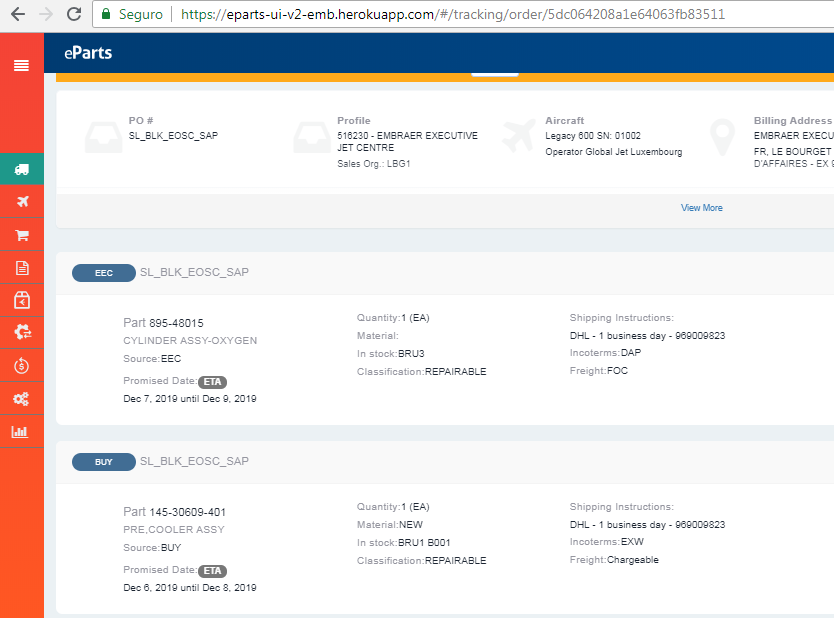 Seguro
https://eparts-ui-v2-emb.herokuapp.com/#/tracking/order/5dc064208a1e64063fb83511
eParts
PO #
SL_BLK_EOSC_SAP
Profile
516230 - EMBRAER EXECUTIVE
JET CENTRE
Sales Org.: LBG1
Aircraft
Legacy 600 SN: 01002
Operator Global Jet Luxembourg
Billing Address
EMBRAER EXECU
FR, LE BOURGET
D'AFFAIRES - EX 9
View More
EEC SL_BLK_EOSC_SAP
Part 895-48015
CYLINDER ASSY-OXYGEN
Source:EEC
Promised Date: ETA
Dec 7, 2019 until Dec 9, 2019
Quantity:1 (EA)
Material:
In stock:BRU3
Classification:REPAIRABLE
Shipping Instructions:
DHL - 1 business day - 969009823
Incoterms:DAP
Freight:FOC
BUY SL_BLK_EOSC_SAP
Part 145-30609-401
PRE,COOLER ASSY
Source:BUY
Promised Date: ETA
Dec 6, 2019 until Dec 8, 2019
Quantity:1 (EA)
Material:NEW
In stock:BRU1 B001
Classification:REPAIRABLE
Shipping Instructions:
DHL - 1 business day - 969009823
Incoterms:EXW
Freight:Chargeable